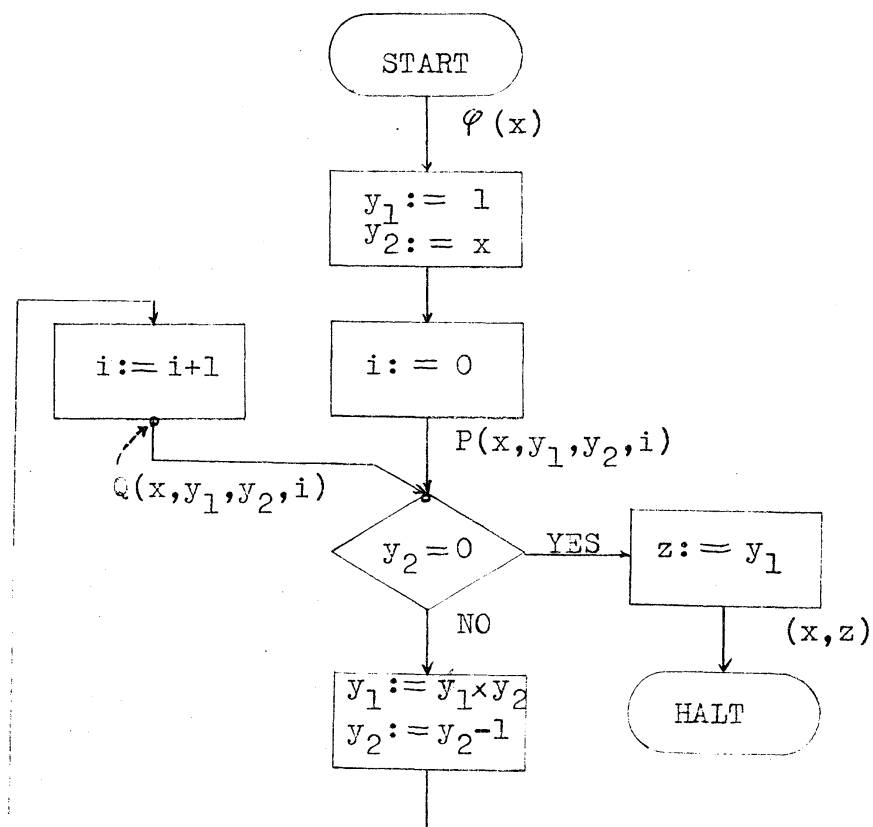 START
φ(x)
y₁:= 1
y₂:= x
i:= i+1
i:= 0
P(x,y₁,y₂,i)
Q(x,y₁,y₂,i)
y₂=0
YES
z:= y₁
NO
(x,z)
y₁:= y₁×y₂
y₂:=y₂-1
HALT